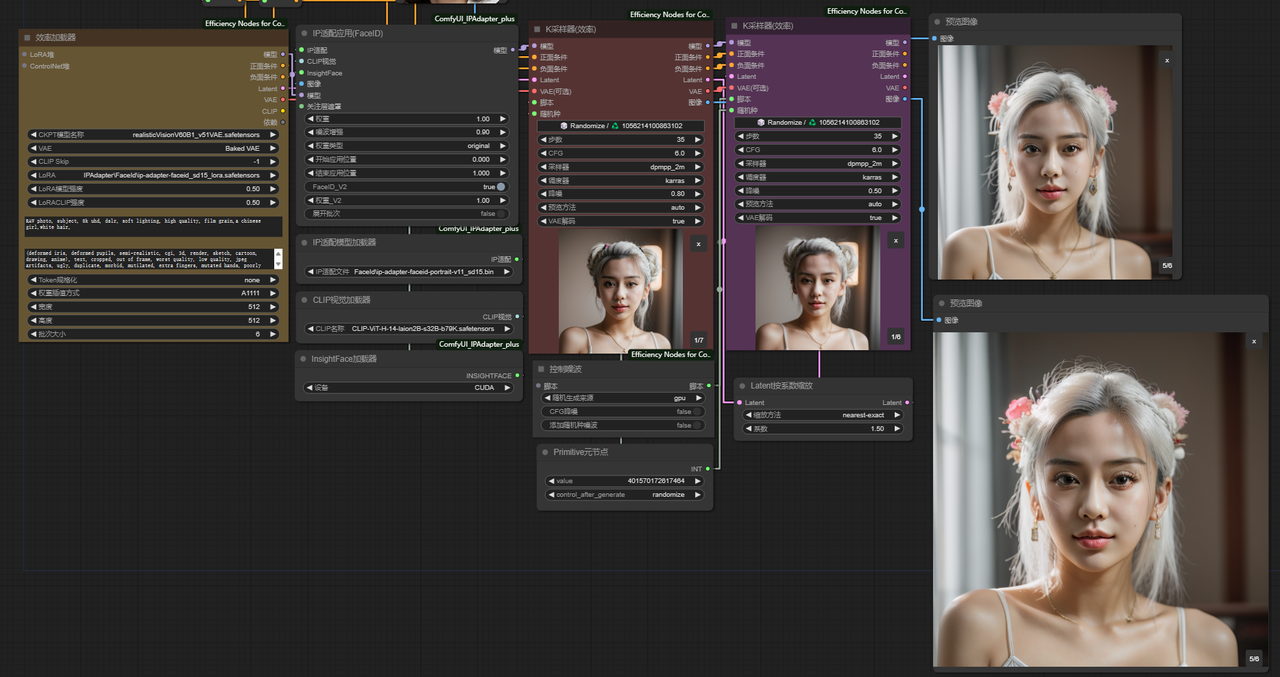 Efficiency Nodes for Co..
效率加载器
LoRA堆
ControlNet堆
模型
正面条件
负面条件
Latent
VAE
CLIP
依赖
CKPT模型名称 realisticVisionV60B1_v51VAE.safetensors
VAE Baked VAE
CLIP Skip -1
LoRA IPAdapter\FaceId\ip-adapter-faceid_sd15_lora.safetensors
LoRA模型强度 0.50
LoRACLIP强度 0.50
RAW photo, subject, 8k uhd, dslr, soft lighting, high quality, film grain,a chinese
girl,white hair,
(deformed iris, deformed pupils, semi-realistic, cgi, 3d, render, sketch, cartoon,
drawing, anime), text, cropped, out of frame, worst quality, low quality, jpeg
artifacts, ugly, duplicate, morbid, mutilated, extra fingers, mutated hands, poorly
Token规格化 none
权重插值方式 A1111
宽度 512
高度 512
批次大小 6
ComfyUI_IPAdapter_plus
IP适配应用(FaceID)
IP适配
CLIP视觉
InsightFace
图像
模型
关注层遮罩
模型
权重 1.00
噪波增强 0.90
权重类型 original
开始应用位置 0.000
结束应用位置 1.000
FaceID_V2 true
权重_V2 1.00
展开批次 false
ComfyUI_IPAdapter_plus
IP适配模型加载器
IP适配
IP适配文件 FaceId\ip-adapter-faceid-portrait-v11_sd15.bin
CLIP视觉加载器
CLIP视觉
CLIP名称 CLIP-ViT-H-14-laion2B-s32B-b79K.safetensors
ComfyUI_IPAdapter_plus
InsightFace加载器
INSIGHTFACE
设备 CUDA
Efficiency Nodes for Co..
K采样器(效率)
模型 模型
正面条件 正面条件
负面条件 负面条件
Latent Latent
VAE(可选) VAE
脚本 图像
随机种
Randomize / 1056214100863102
步数 35
CFG 6.0
采样器 dpmpp_2m
调度器 karras
降噪 0.80
预览方法 auto
VAE解码 true
x
1/7
Efficiency Nodes for Co..
控制噪波
脚本 脚本
随机生成来源 gpu
CFG降噪 false
添加随机种噪波 false
Primitive元节点
INT
value 401570172617464
control_after_generate randomize
Efficiency Nodes for Co..
K采样器(效率)
模型 模型
正面条件 正面条件
负面条件 负面条件
Latent Latent
VAE(可选) VAE
脚本 图像
随机种
Randomize / 1056214100863102
步数 35
CFG 6.0
采样器 dpmpp_2m
调度器 karras
降噪 0.50
预览方法 auto
VAE解码 true
x
1/6
Latent按系数缩放
Latent Latent
缩放方法 nearest-exact
系数 1.50
预览图像
图像
x
5/6
预览图像
图像
x
5/6